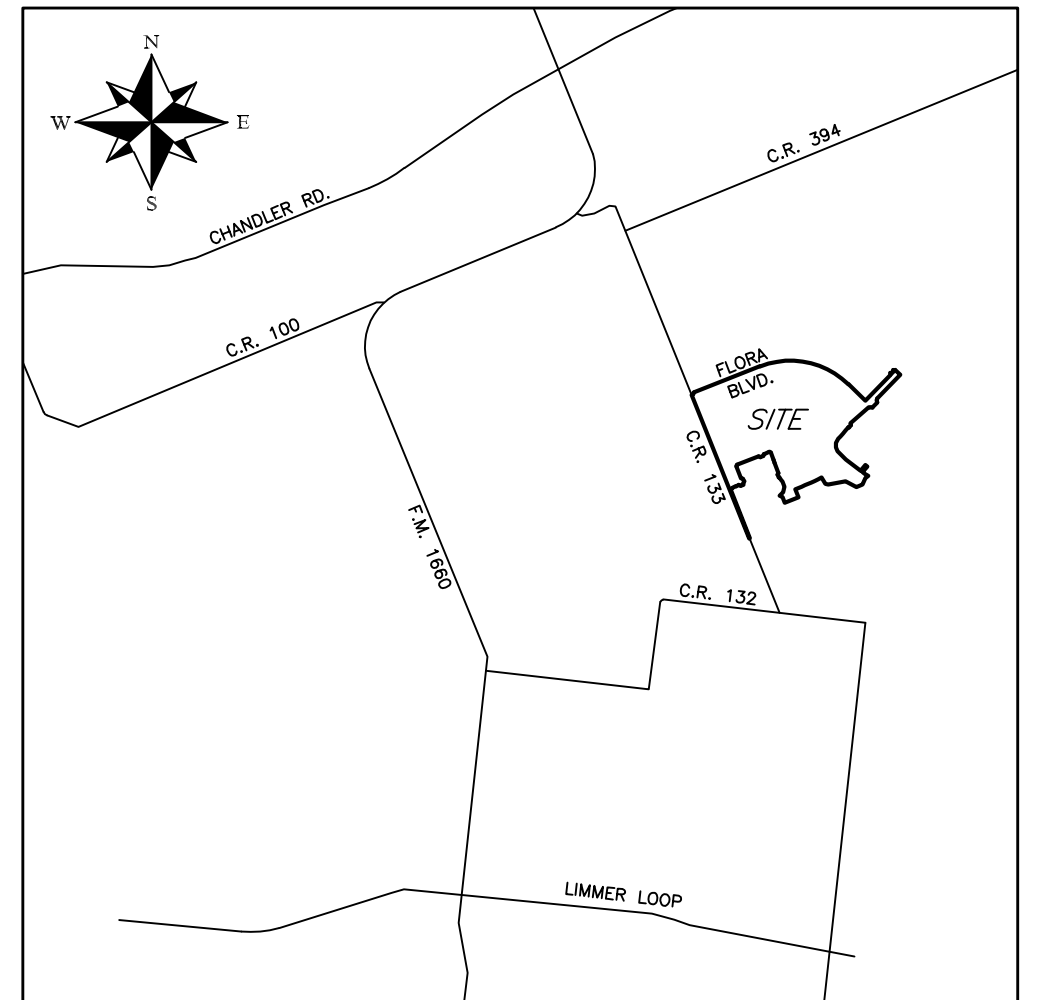 N
W
E
S
CHANDLER RD.
C.R. 394
C.R. 100
FLORA
BLVD.
SITE
C.R. 133
F.M. 1660
C.R. 132
LIMMER LOOP